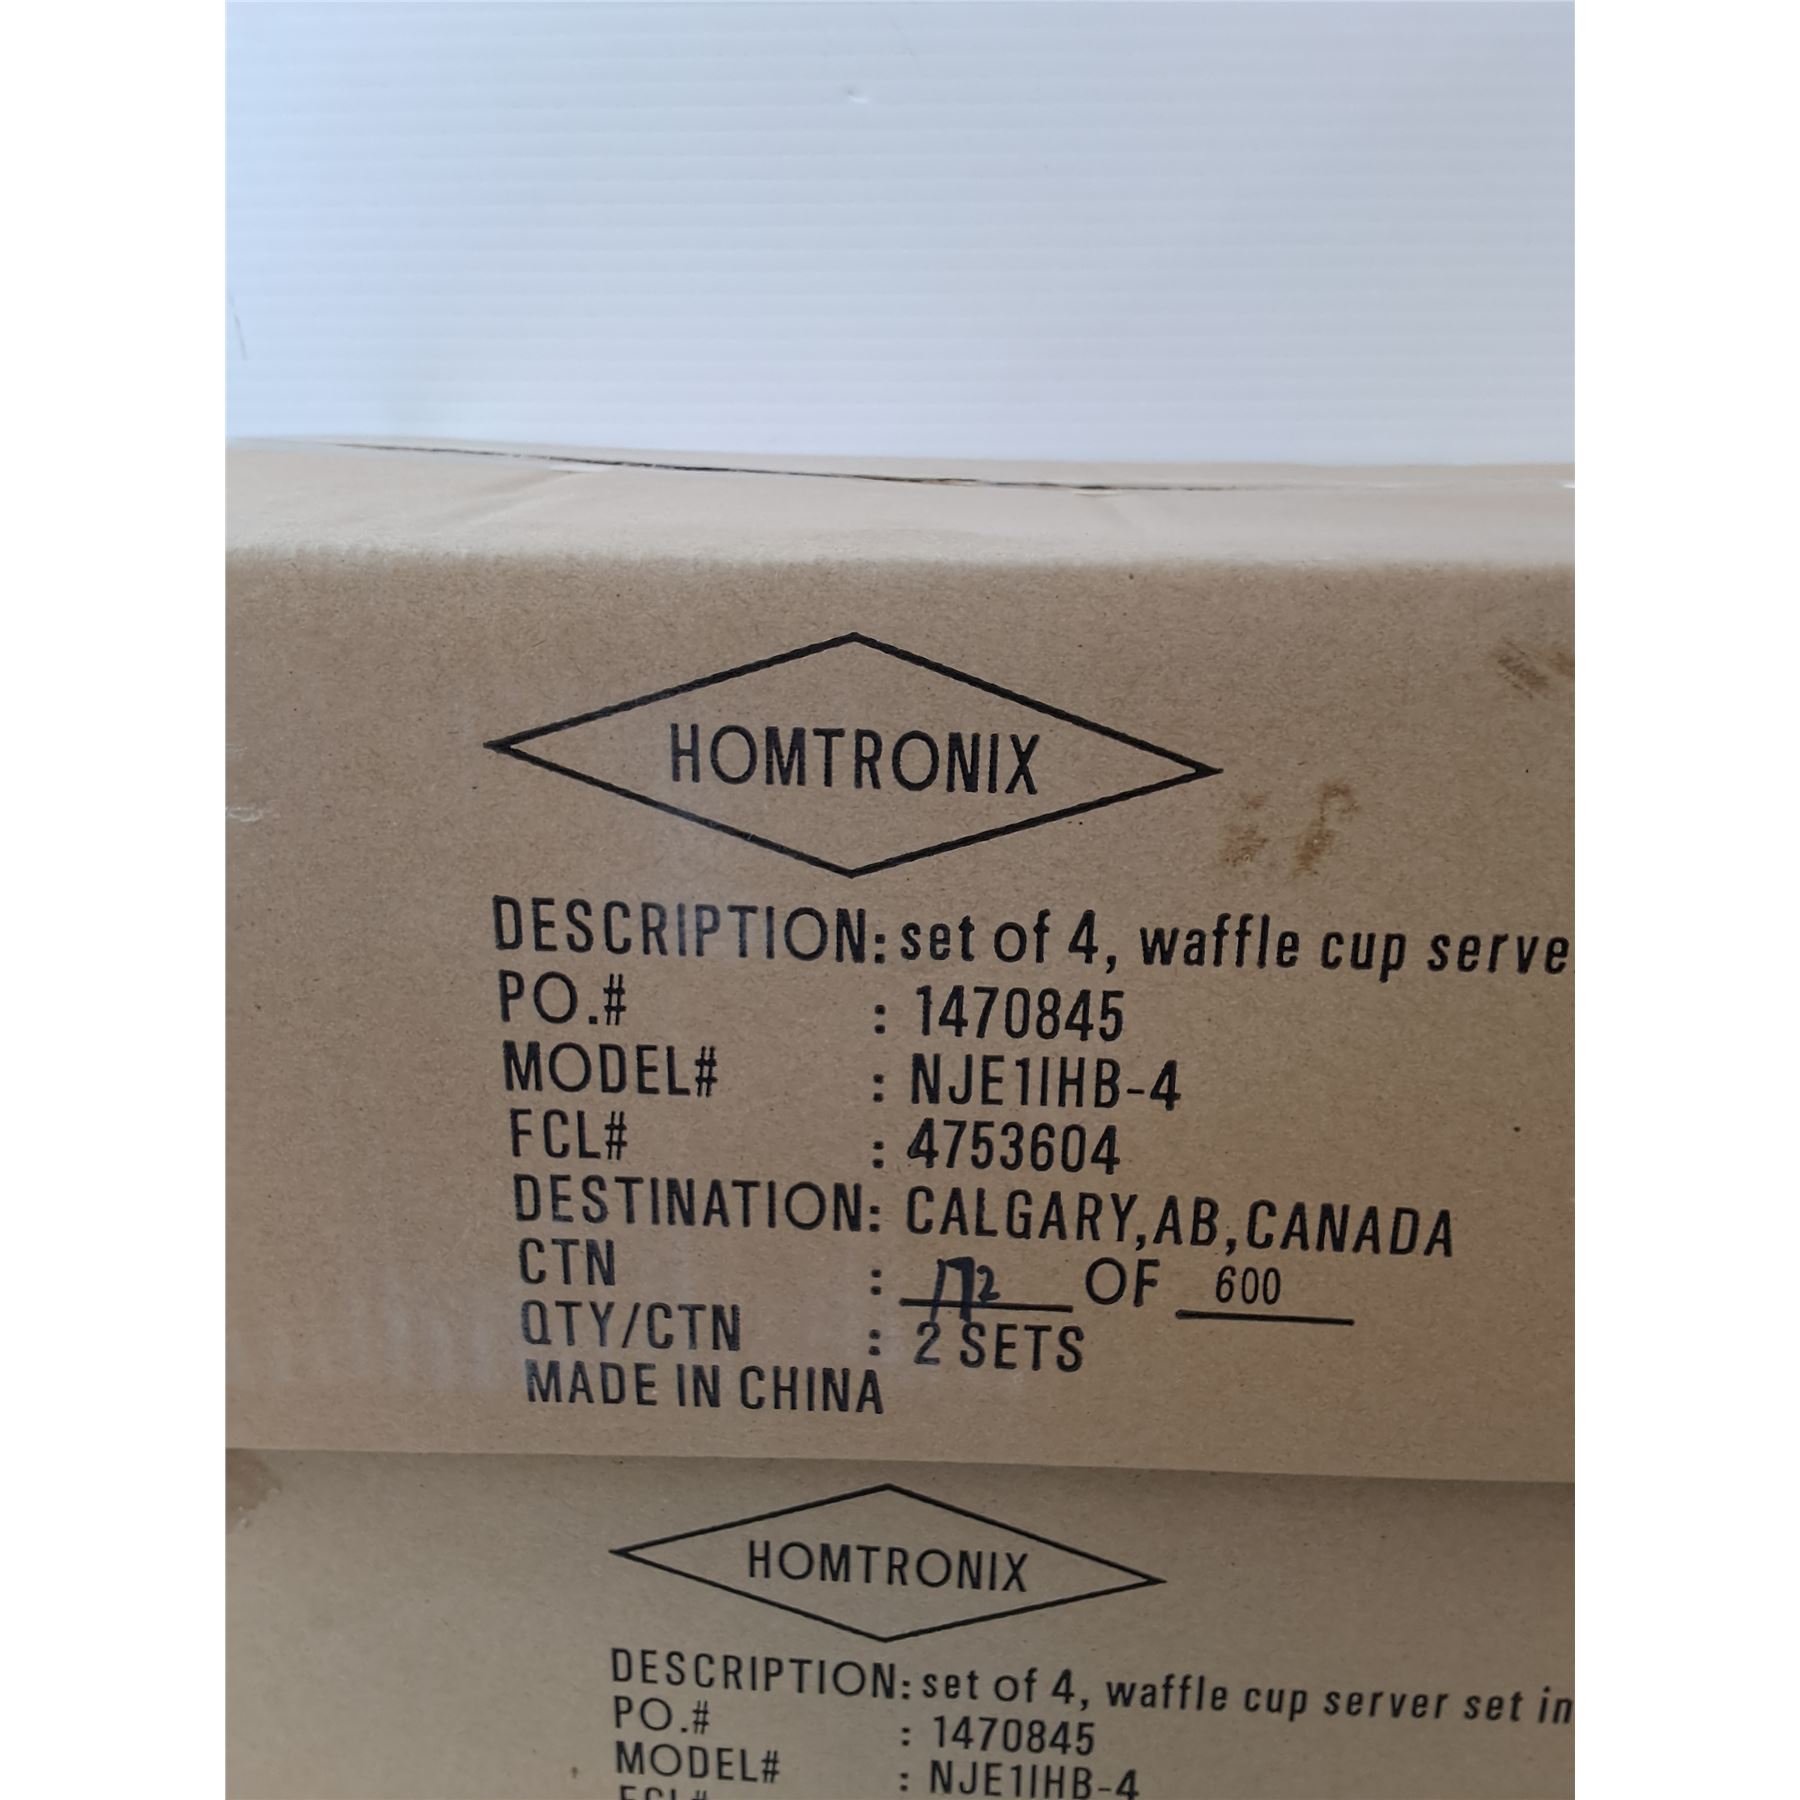 HOMTRONIX
DESCRIPTION: set of 4, waffle cup serve
PO.# : 1470845
MODEL# : NJE1IHB-4
FCL# : 4753604
DESTINATION: CALGARY,AB,CANADA
CTN : 172 OF 600
QTY/CTN : 2 SETS
MADE IN CHINA
HOMTRONIX
DESCRIPTION: set of 4, waffle cup server set in
PO.# : 1470845
MODEL# : NJE1IHB-4
FCL#